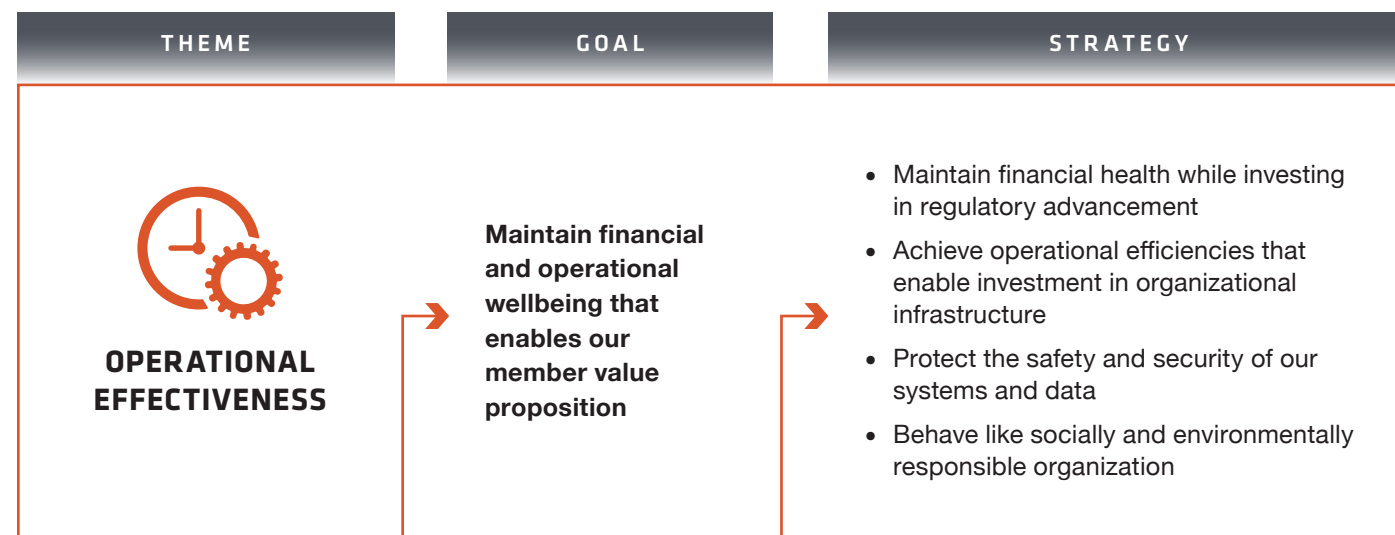 THEME
GOAL
STRATEGY
OPERATIONAL
EFFECTIVENESS
Maintain financial
and operational
wellbeing that
enables our
member value
proposition
• Maintain financial health while investing
in regulatory advancement
• Achieve operational efficiencies that
enable investment in organizational
infrastructure
• Protect the safety and security of our
systems and data
• Behave like socially and environmentally
responsible organization